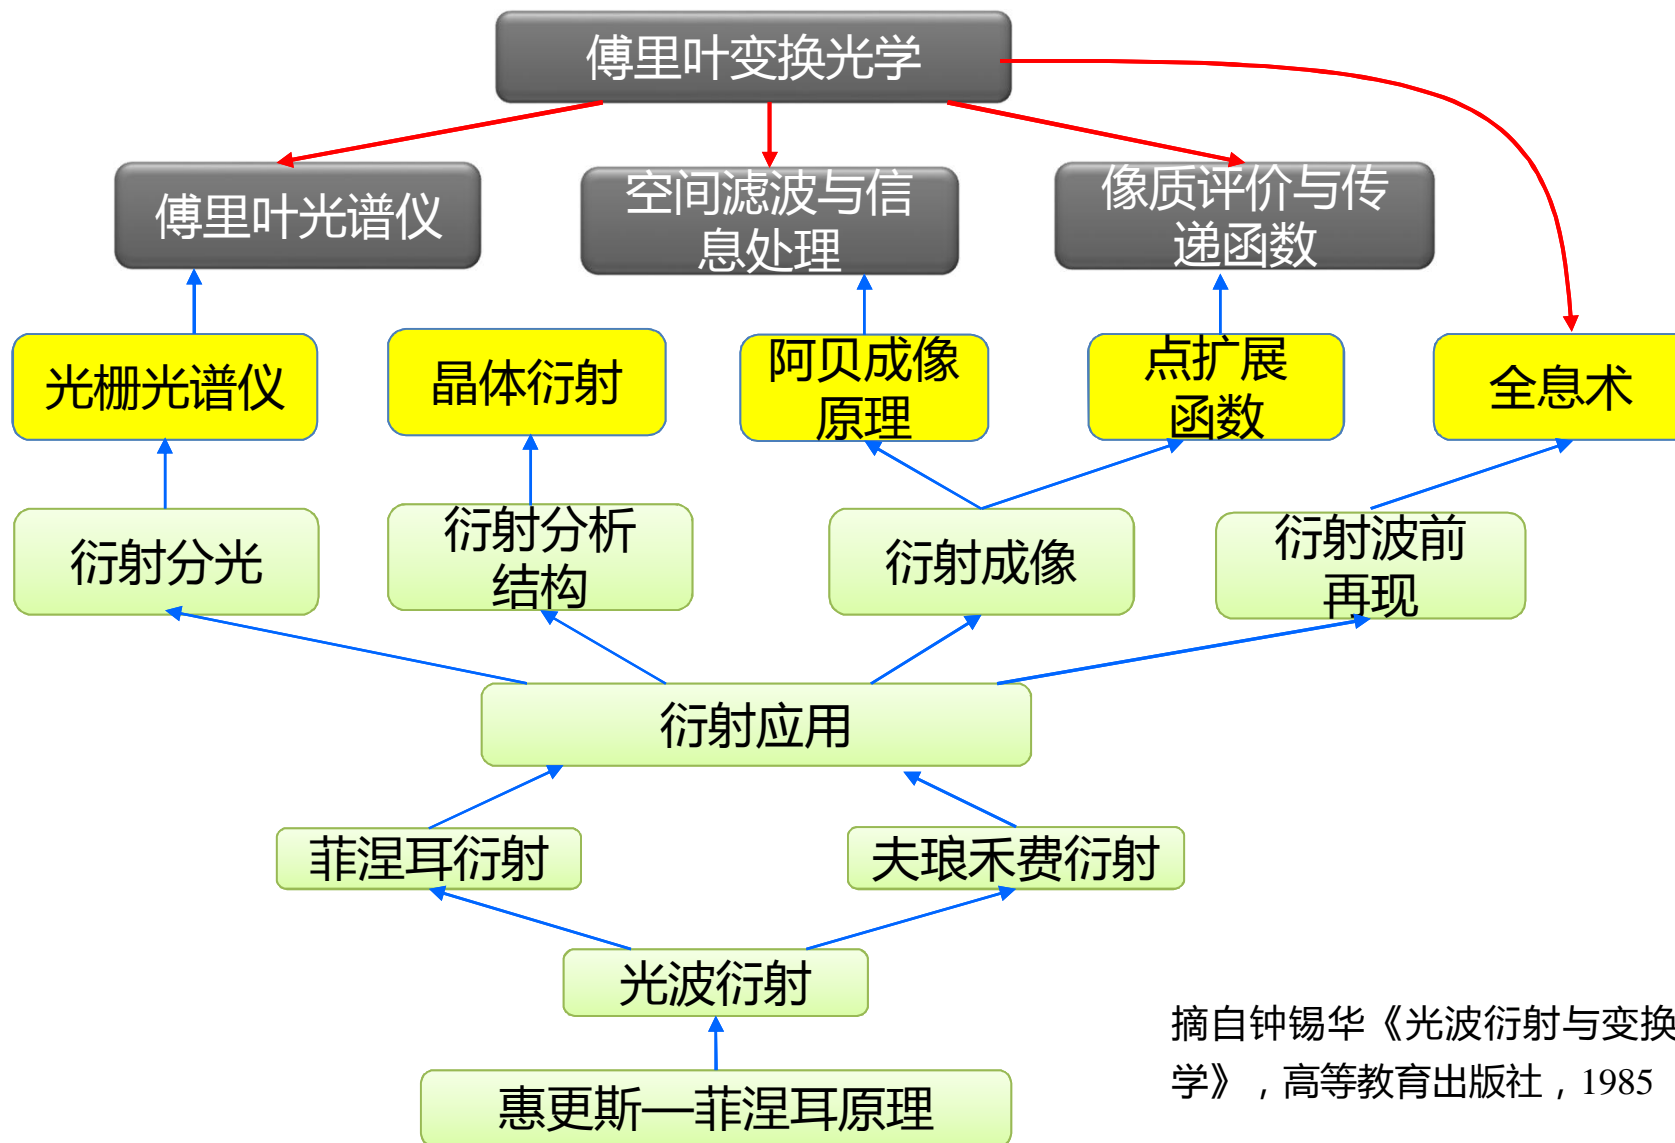 傅里叶变换光学
傅里叶光谱仪
空间滤波与信
息处理
像质评价与传
递函数
光栅光谱仪
晶体衍射
阿贝成像
原理
点扩展
函数
全息术
衍射分光
衍射分析
结构
衍射成像
衍射波前
再现
衍射应用
菲涅耳衍射
夫琅禾费衍射
光波衍射
惠更斯—菲涅耳原理
摘自钟锡华《光波衍射与变换
学》，高等教育出版社，1985